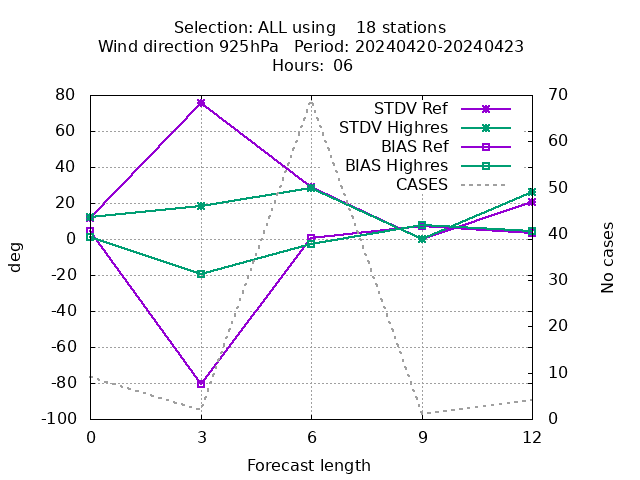 Selection: ALL using 18 stations
Wind direction 925hPa Period: 20240420-20240423
Hours: 06
STDV Ref
STDV Highres
BIAS Ref
BIAS Highres
CASES
80
60
40
20
0
-20
-40
-60
-80
-100
70
60
50
40
30
20
10
0
deg
No cases
0 3 6 9 12
Forecast length